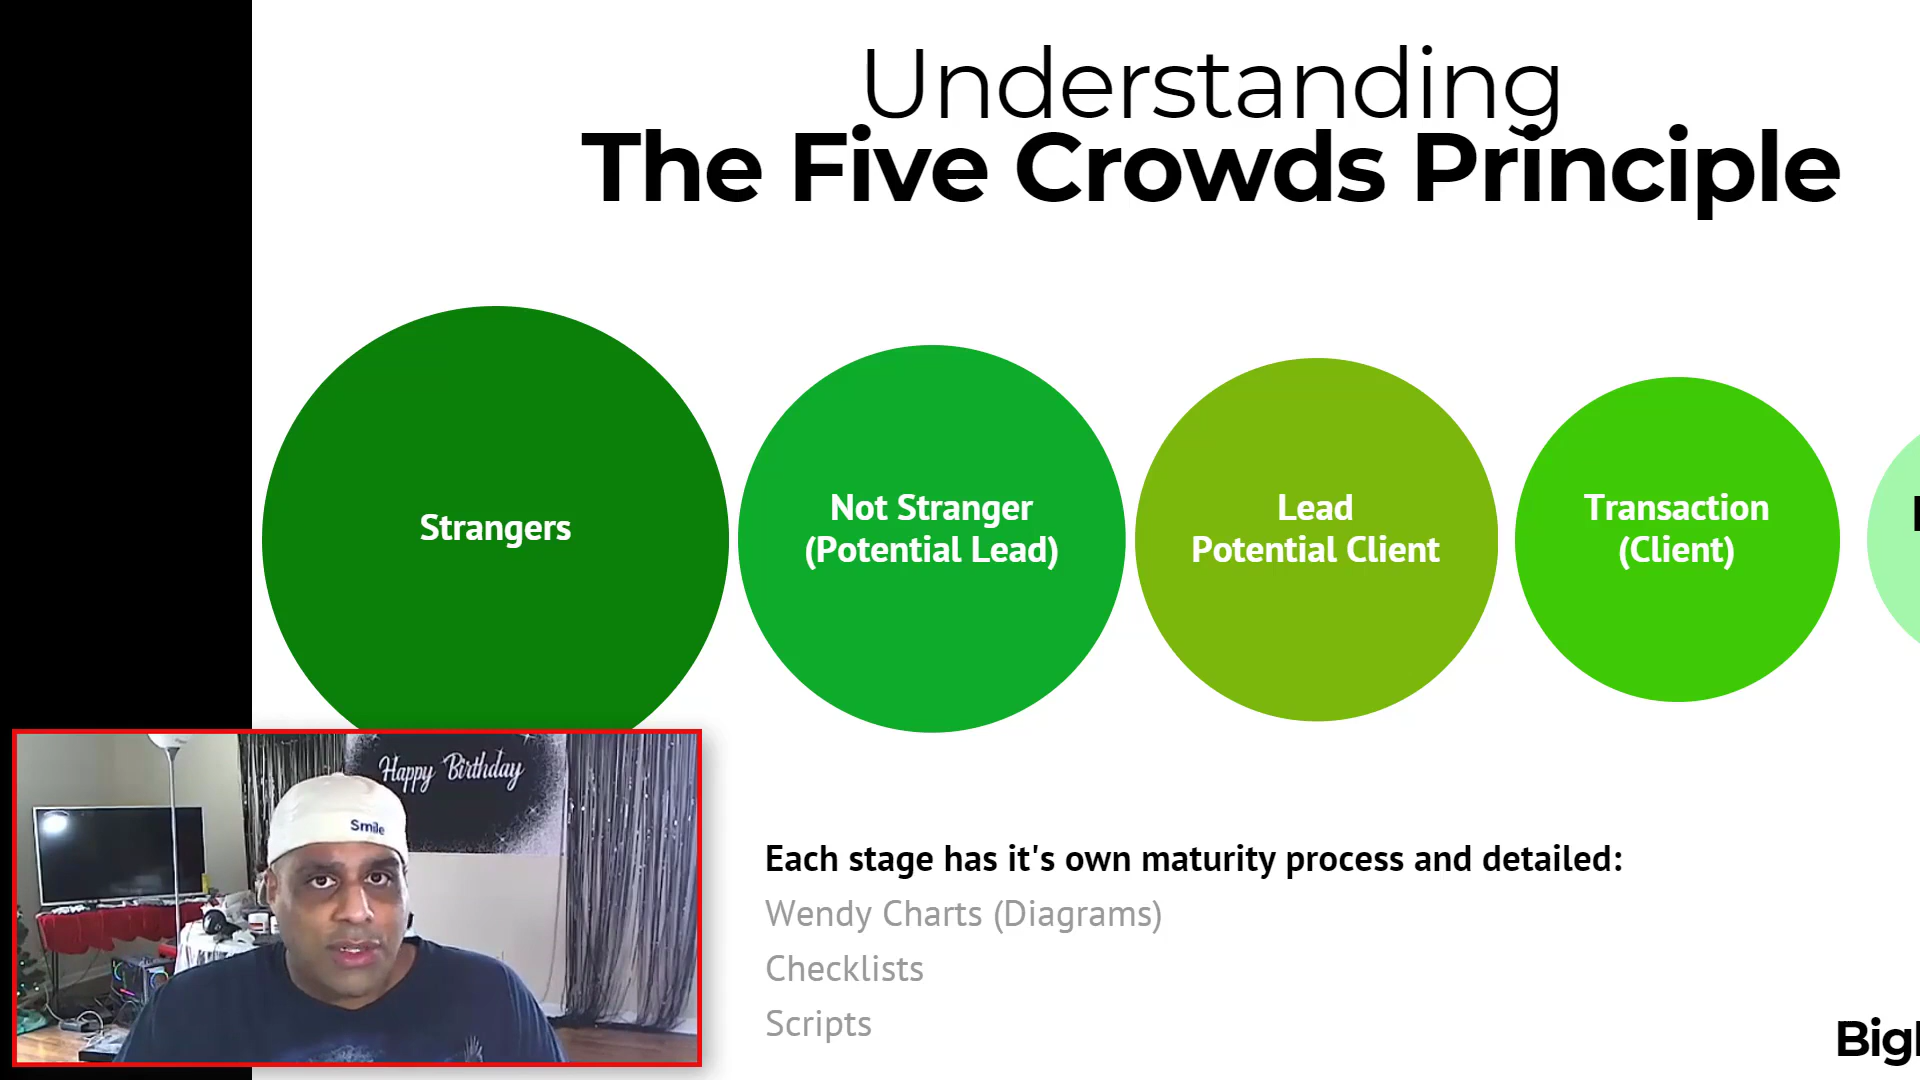 Understanding
The Five Crowds Principle
Strangers
Not Stranger
(Potential Lead)
Lead
Potential Client
Transaction
(Client)
Happy Birthday
Smile
Each stage has it's own maturity process and detailed:
Wendy Charts (Diagrams)
Checklists
Scripts